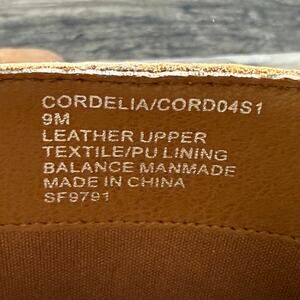 CORDELIA/CORD04S1
9M
LEATHER UPPER
TEXTILE/PU LINING
BALANCE MANMADE
MADE IN CHINA
SF9791